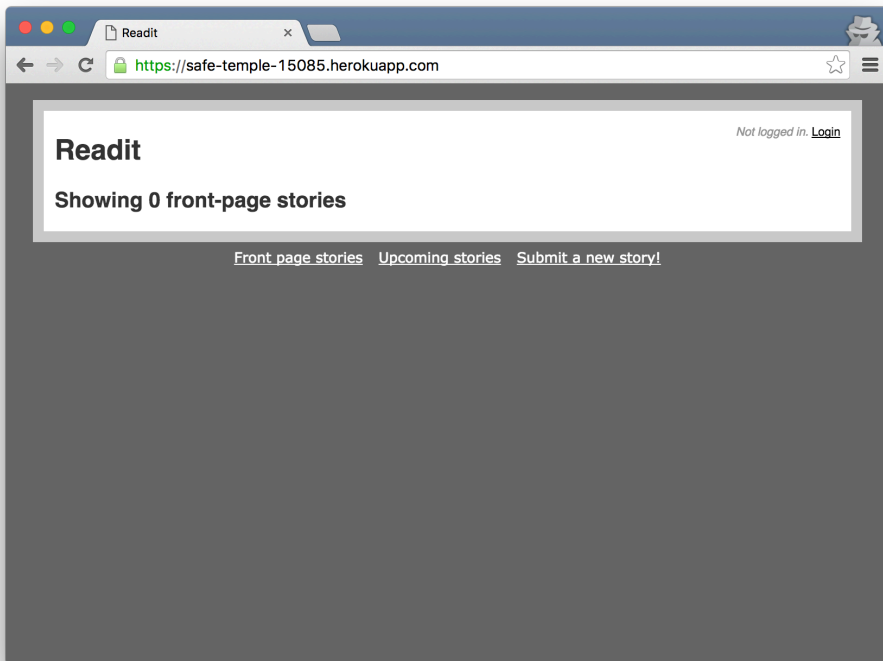 Readit
https://safe-temple-15085.herokuapp.com
Not logged in. Login
Readit
Showing 0 front-page stories
Front page stories Upcoming stories Submit a new story!